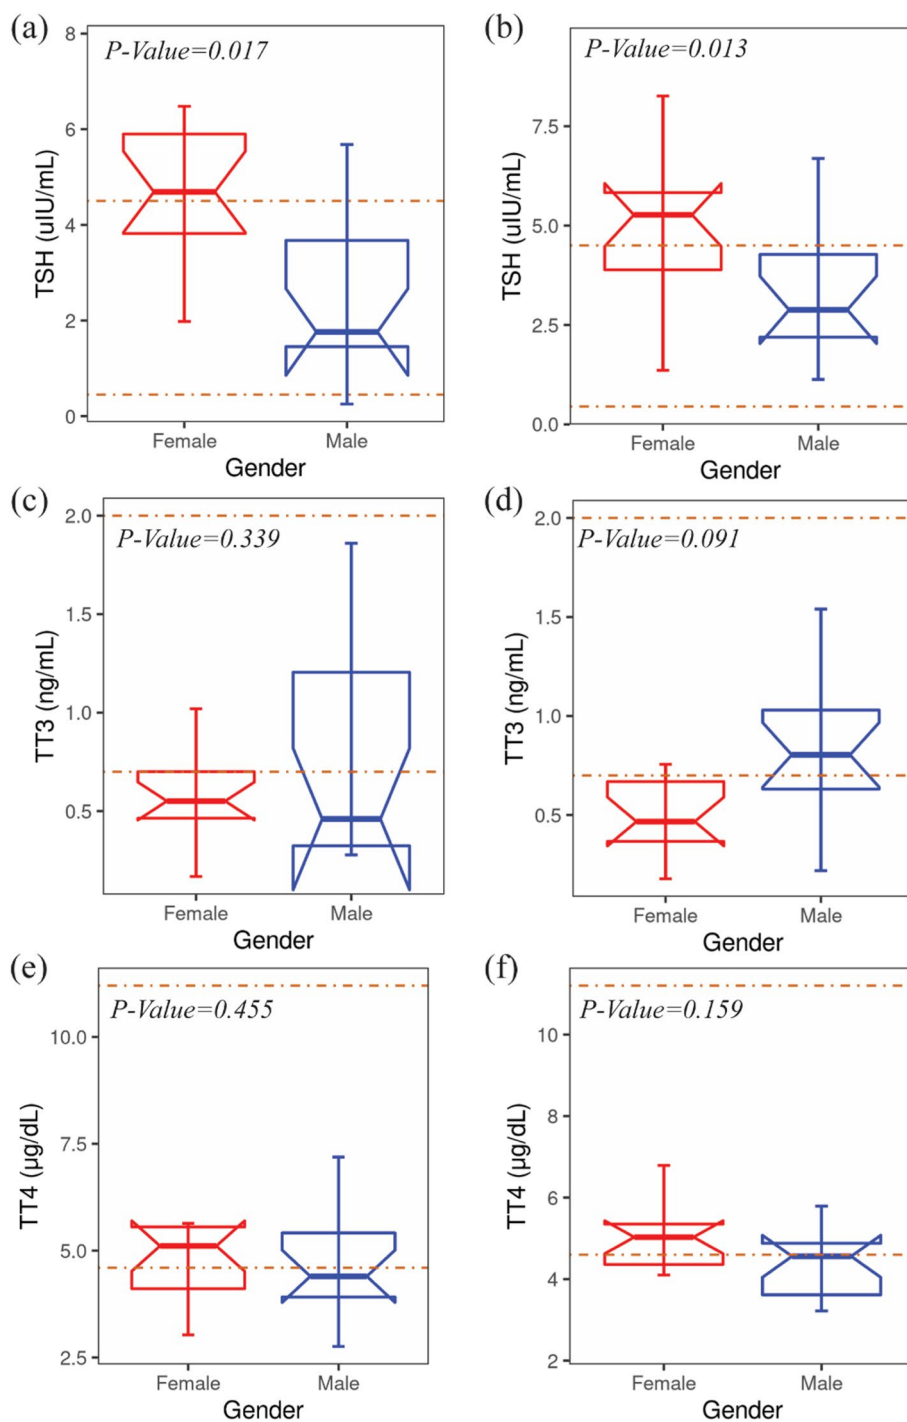 (a)
P-Value=0.017
TSH (uIU/mL)
8
6
4
2
0
Female
Male
Gender
(b)
P-Value=0.013
TSH (uIU/mL)
7.5
5.0
2.5
0.0
Female
Male
Gender
(c)
P-Value=0.339
TT3 (ng/mL)
2.0
1.5
1.0
0.5
Female
Male
Gender
(d)
P-Value=0.091
TT3 (ng/mL)
2.0
1.5
1.0
0.5
Female
Male
Gender
(e)
P-Value=0.455
TT4 (µg/dL)
10.0
7.5
5.0
2.5
Female
Male
Gender
(f)
P-Value=0.159
TT4 (µg/dL)
10
8
6
4
2
Female
Male
Gender